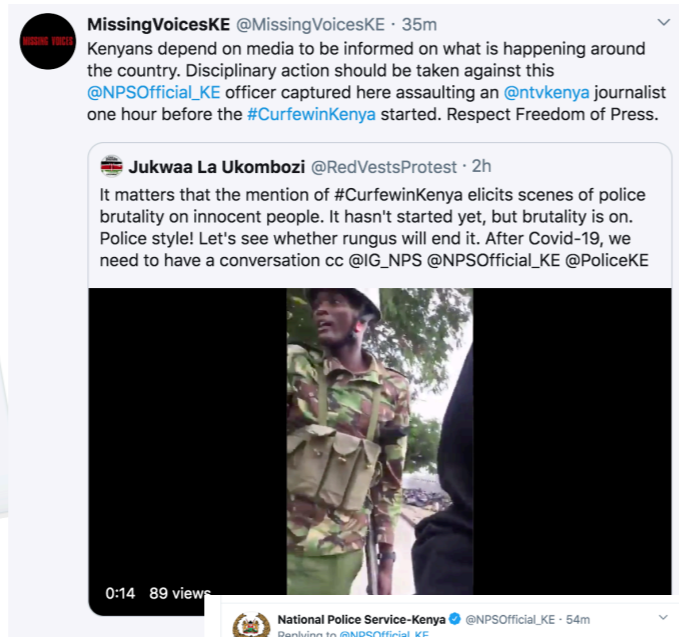 MISSING VOICES
MissingVoicesKE @MissingVoicesKE · 35m
Kenyans depend on media to be informed on what is happening around
the country. Disciplinary action should be taken against this
@NPSOfficial_KE officer captured here assaulting an @ntvkenya journalist
one hour before the #CurfewinKenya started. Respect Freedom of Press.
Jukwaa La Ukombozi @RedVestsProtest · 2h
It matters that the mention of #CurfewinKenya elicits scenes of police
brutality on innocent people. It hasn't started yet, but brutality is on.
Police style! Let's see whether rungus will end it. After Covid-19, we
need to have a conversation cc @IG_NPS @NPSOfficial_KE @PoliceKE
0:14 89 views
National Police Service-Kenya @NPSOfficial_KE · 54m
Replying to @NPSOfficial_KE